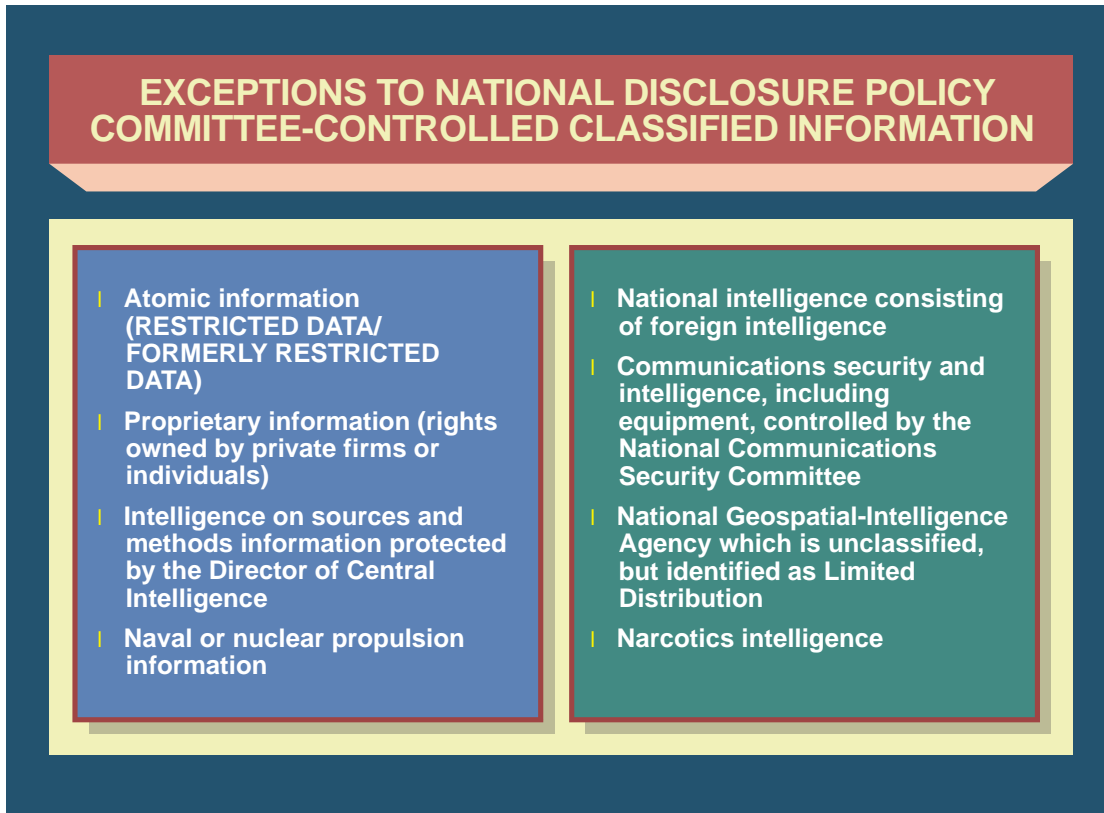 EXCEPTIONS TO NATIONAL DISCLOSURE POLICY
COMMITTEE-CONTROLLED CLASSIFIED INFORMATION
l Atomic information
(RESTRICTED DATA/
FORMERLY RESTRICTED
DATA)
l Proprietary information (rights
owned by private firms or
individuals)
l Intelligence on sources and
methods information protected
by the Director of Central
Intelligence
l Naval or nuclear propulsion
information
l National intelligence consisting
of foreign intelligence
l Communications security and
intelligence, including
equipment, controlled by the
National Communications
Security Committee
l National Geospatial-Intelligence
Agency which is unclassified,
but identified as Limited
Distribution
l Narcotics intelligence